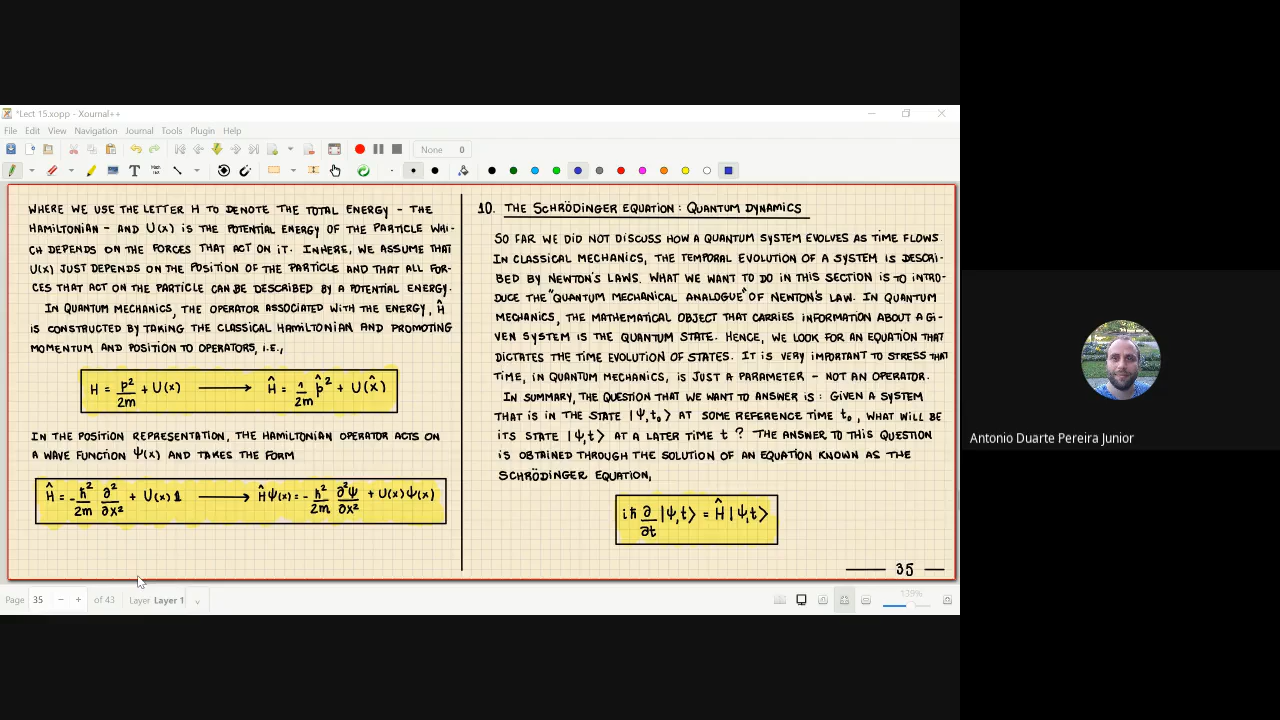 *Lect 15.xopp - Xournal++
File Edit View Navigation Journal Tools Plugin Help
None 0
WHERE WE USE THE LETTER H TO DENOTE THE TOTAL ENERGY - THE
HAMILTONIAN - AND U(x) IS THE POTENTIAL ENERGY OF THE PARTICLE WHI-
CH DEPENDS ON THE FORCES THAT ACT ON IT. INHERE, WE ASSUME THAT
U(x) JUST DEPENDS ON THE POSITION OF THE PARTICLE AND THAT ALL FOR-
CES THAT ACT ON THE PARTICLE CAN BE DESCRIBED BY A POTENTIAL ENERGY.
IN QUANTUM MECHANICS, THE OPERATOR ASSOCIATED WITH THE ENERGY, Ĥ
IS CONSTRUCTED BY TAKING THE CLASSICAL HAMILTONIAN AND PROMOTING
MOMENTUM AND POSITION TO OPERATORS, i.e.,
H = p²/2m + U(x) ⟶ Ĥ = 1/2m p̂² + U(x̂)
IN THE POSITION REPRESENTATION, THE HAMILTONIAN OPERATOR ACTS ON
A WAVE FUNCTION Ψ(x) AND TAKES THE FORM
Ĥ = -ħ²/2m ∂²/∂x² + U(x)𝟙 ⟶ ĤΨ(x) = -ħ²/2m ∂²Ψ/∂x² + U(x)Ψ(x)
10. THE SCHRÖDINGER EQUATION: QUANTUM DYNAMICS
SO FAR WE DID NOT DISCUSS HOW A QUANTUM SYSTEM EVOLVES AS TIME FLOWS.
IN CLASSICAL MECHANICS, THE TEMPORAL EVOLUTION OF A SYSTEM IS DESCRI-
BED BY NEWTON'S LAWS. WHAT WE WANT TO DO IN THIS SECTION IS TO INTRO-
DUCE THE "QUANTUM MECHANICAL ANALOGUE" OF NEWTON'S LAW. IN QUANTUM
MECHANICS, THE MATHEMATICAL OBJECT THAT CARRIES INFORMATION ABOUT A GI-
VEN SYSTEM IS THE QUANTUM STATE. HENCE, WE LOOK FOR AN EQUATION THAT
DICTATES THE TIME EVOLUTION OF STATES. IT IS VERY IMPORTANT TO STRESS THAT
TIME, IN QUANTUM MECHANICS, IS JUST A PARAMETER - NOT AN OPERATOR.
IN SUMMARY, THE QUESTION THAT WE WANT TO ANSWER IS: GIVEN A SYSTEM
THAT IS IN THE STATE |Ψ,t₀⟩ AT SOME REFERENCE TIME t₀, WHAT WILL BE
ITS STATE |Ψ,t⟩ AT A LATER TIME t? THE ANSWER TO THIS QUESTION
IS OBTAINED THROUGH THE SOLUTION OF AN EQUATION KNOWN AS THE
SCHRÖDINGER EQUATION,
iħ ∂/∂t |Ψ,t⟩ = Ĥ |Ψ,t⟩
35
Page 35 of 43 Layer Layer 1
139%
Antonio Duarte Pereira Junior